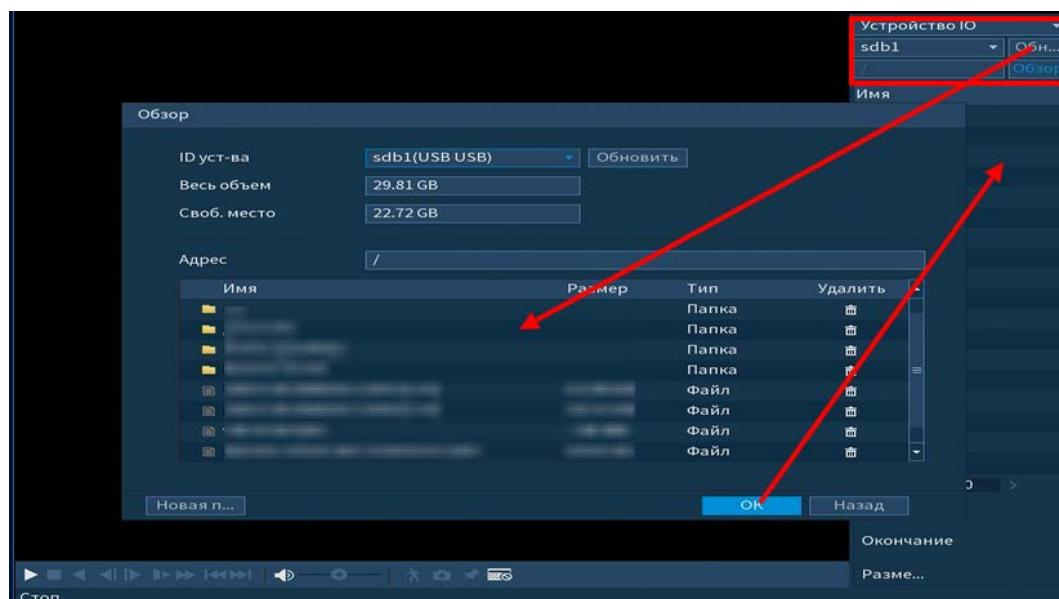 Устройство IO
sdb1 Обн...
/ Обзор
Имя
Обзор
ID уст-ва sdb1(USB USB) Обновить
Весь объем 29.81 GB
Своб. место 22.72 GB
Адрес /
Имя Размер Тип Удалить
Папка
Папка
Папка
Папка
Файл
Файл
Файл
Файл
0 >
Новая п... OK Назад
Окончание
Разме...
Стоп